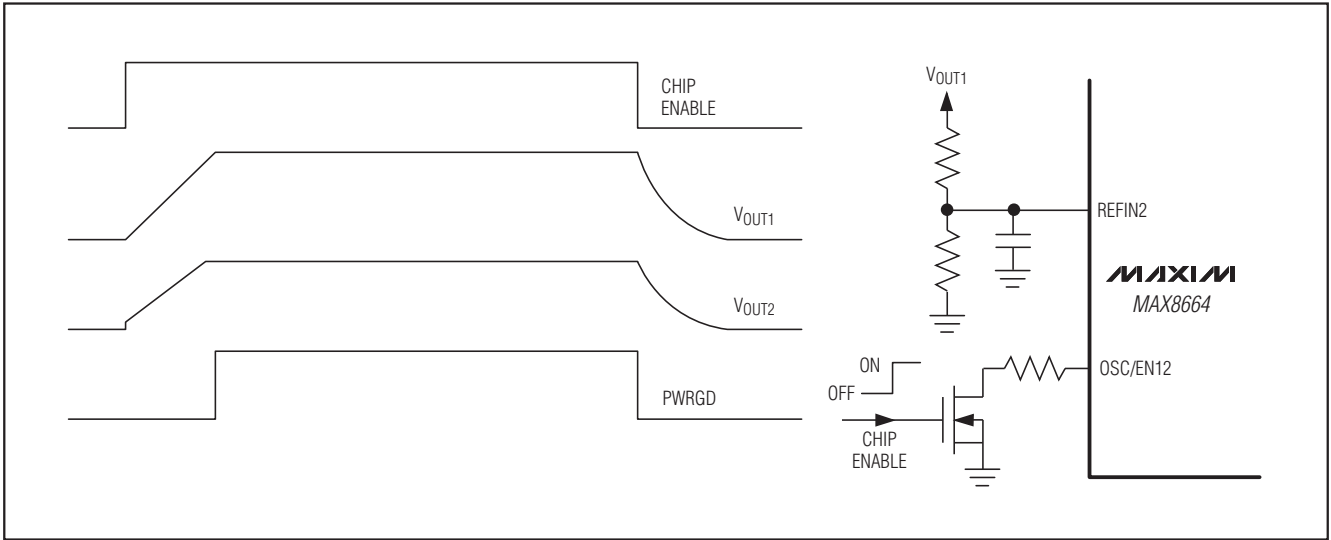 CHIP
ENABLE
VOUT1
VOUT2
PWRGD
VOUT1
REFIN2
MAXIM
MAX8664
OSC/EN12
ON
OFF
CHIP
ENABLE